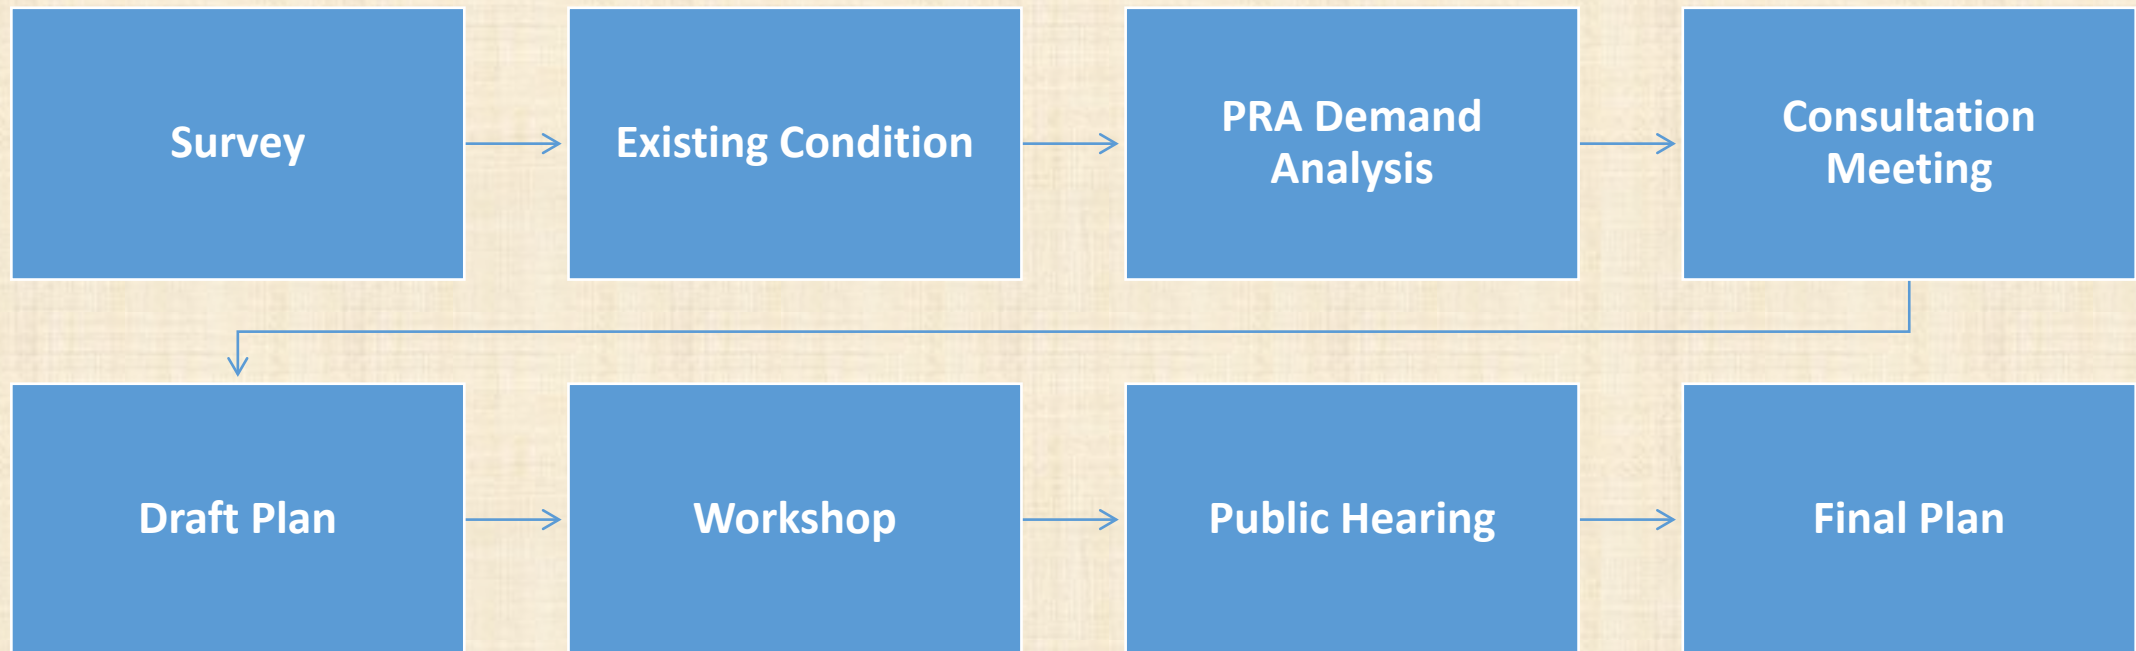 Survey
Existing Condition
PRA Demand
Analysis
Consultation
Meeting
Draft Plan
Workshop
Public Hearing
Final Plan